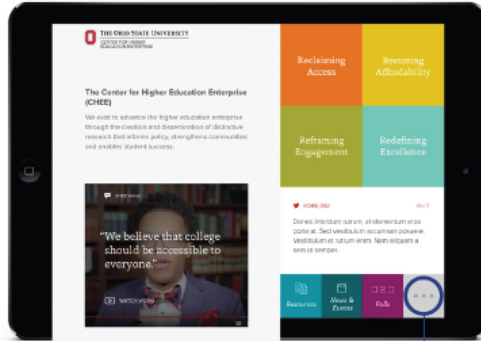 THE OHIO STATE UNIVERSITY
CENTER FOR HIGHER
EDUCATION ENTERPRISE
The Center for Higher Education Enterprise
(CHEE)
We exist to advance the higher education enterprise
through the creation and dissemination of distinctive
research that informs policy, strengthens communities
and enables student success.
“We believe that college
should be accessible to
everyone.”
WATCH VIDEO
Reclaiming
Access
Restoring
Affordability
Reframing
Engagement
Redefining
Excellence
Donec interdum rutrum, at elementum eros
porta at. Sed vestibulum accumsan posuere.
Vestibulum et rutrum enim. Nam aliquam a
sem id semper.
Resources
News &
Events
Polls